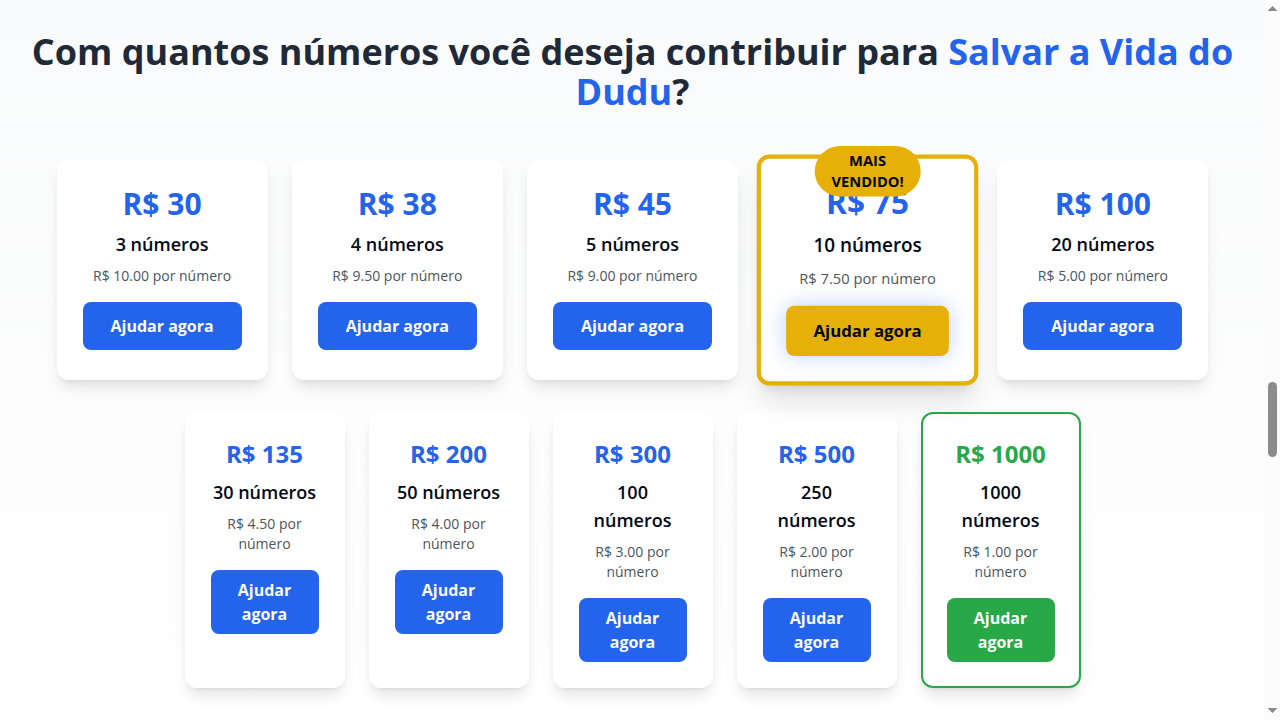 Com quantos números você deseja contribuir para Salvar a Vida do
Dudu?
R$ 30
3 números
R$ 10.00 por número
Ajudar agora
R$ 38
4 números
R$ 9.50 por número
Ajudar agora
R$ 45
5 números
R$ 9.00 por número
Ajudar agora
MAIS
VENDIDO!
R$ 75
10 números
R$ 7.50 por número
Ajudar agora
R$ 100
20 números
R$ 5.00 por número
Ajudar agora
R$ 135
30 números
R$ 4.50 por
número
Ajudar
agora
R$ 200
50 números
R$ 4.00 por
número
Ajudar
agora
R$ 300
100
números
R$ 3.00 por
número
Ajudar
agora
R$ 500
250
números
R$ 2.00 por
número
Ajudar
agora
R$ 1000
1000
números
R$ 1.00 por
número
Ajudar
agora